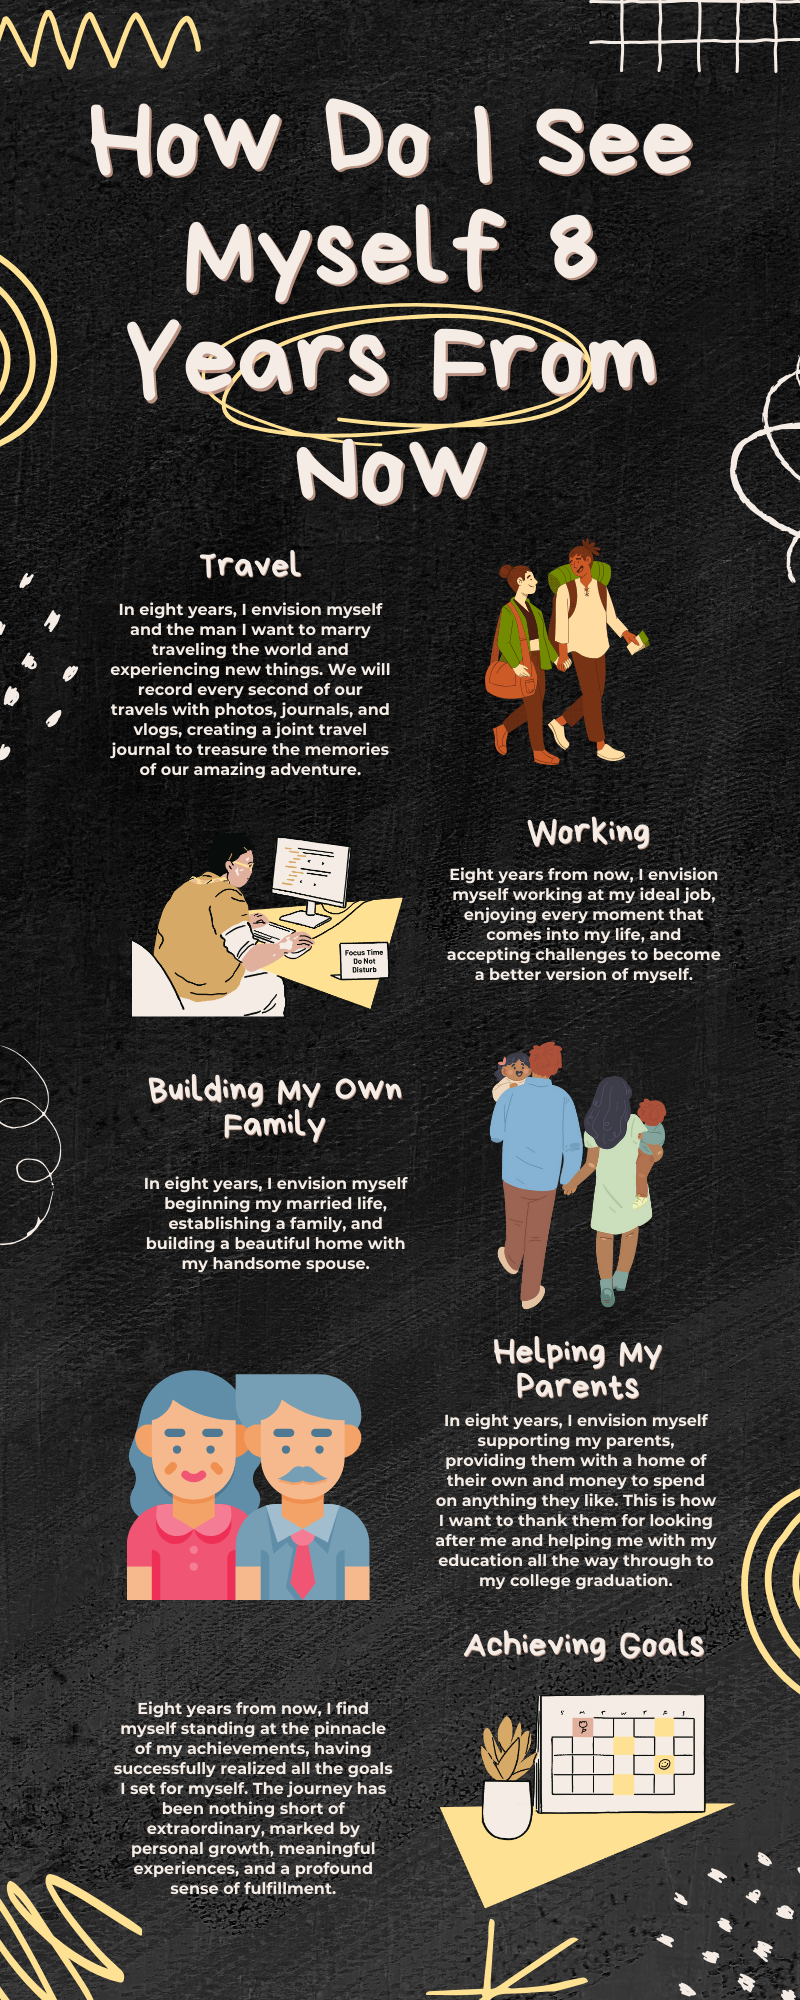 How Do I See
Myself 8
Years From
Now
Travel
In eight years, I envision myself
and the man I want to marry
traveling the world and
experiencing new things. We will
record every second of our
travels with photos, journals, and
vlogs, creating a joint travel
journal to treasure the memories
of our amazing adventure.
Working
Eight years from now, I envision
myself working at my ideal job,
enjoying every moment that
comes into my life, and
accepting challenges to become
a better version of myself.
Focus Time
Do Not
Disturb
Building My Own
Family
In eight years, I envision myself
beginning my married life,
establishing a family, and
building a beautiful home with
my handsome spouse.
Helping My
Parents
In eight years, I envision myself
supporting my parents,
providing them with a home of
their own and money to spend
on anything they like. This is how
I want to thank them for looking
after me and helping me with my
education all the way through to
my college graduation.
Achieving Goals
Eight years from now, I find
myself standing at the pinnacle
of my achievements, having
successfully realized all the goals
I set for myself. The journey has
been nothing short of
extraordinary, marked by
personal growth, meaningful
experiences, and a profound
sense of fulfillment.
S M T W T F S